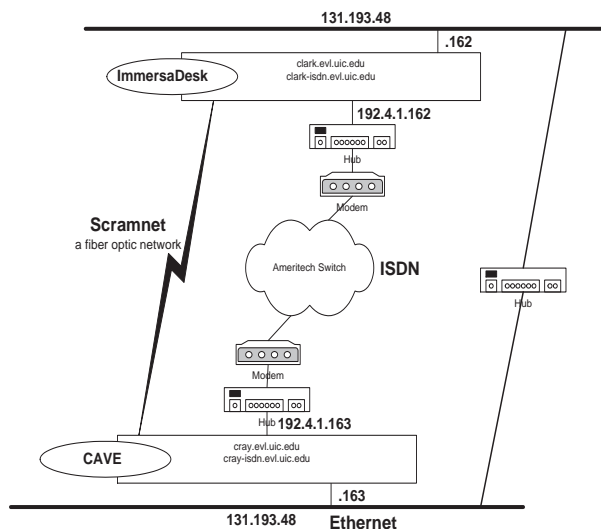 131.193.48
.162
clark.evl.uic.edu
clark-isdn.evl.uic.edu
ImmersaDesk
192.4.1.162
Hub
Modem
Scramnet
a fiber optic network
Ameritech Switch
ISDN
Hub
Modem
Hub
192.4.1.163
cray.evl.uic.edu
cray-isdn.evl.uic.edu
CAVE
.163
131.193.48
Ethernet